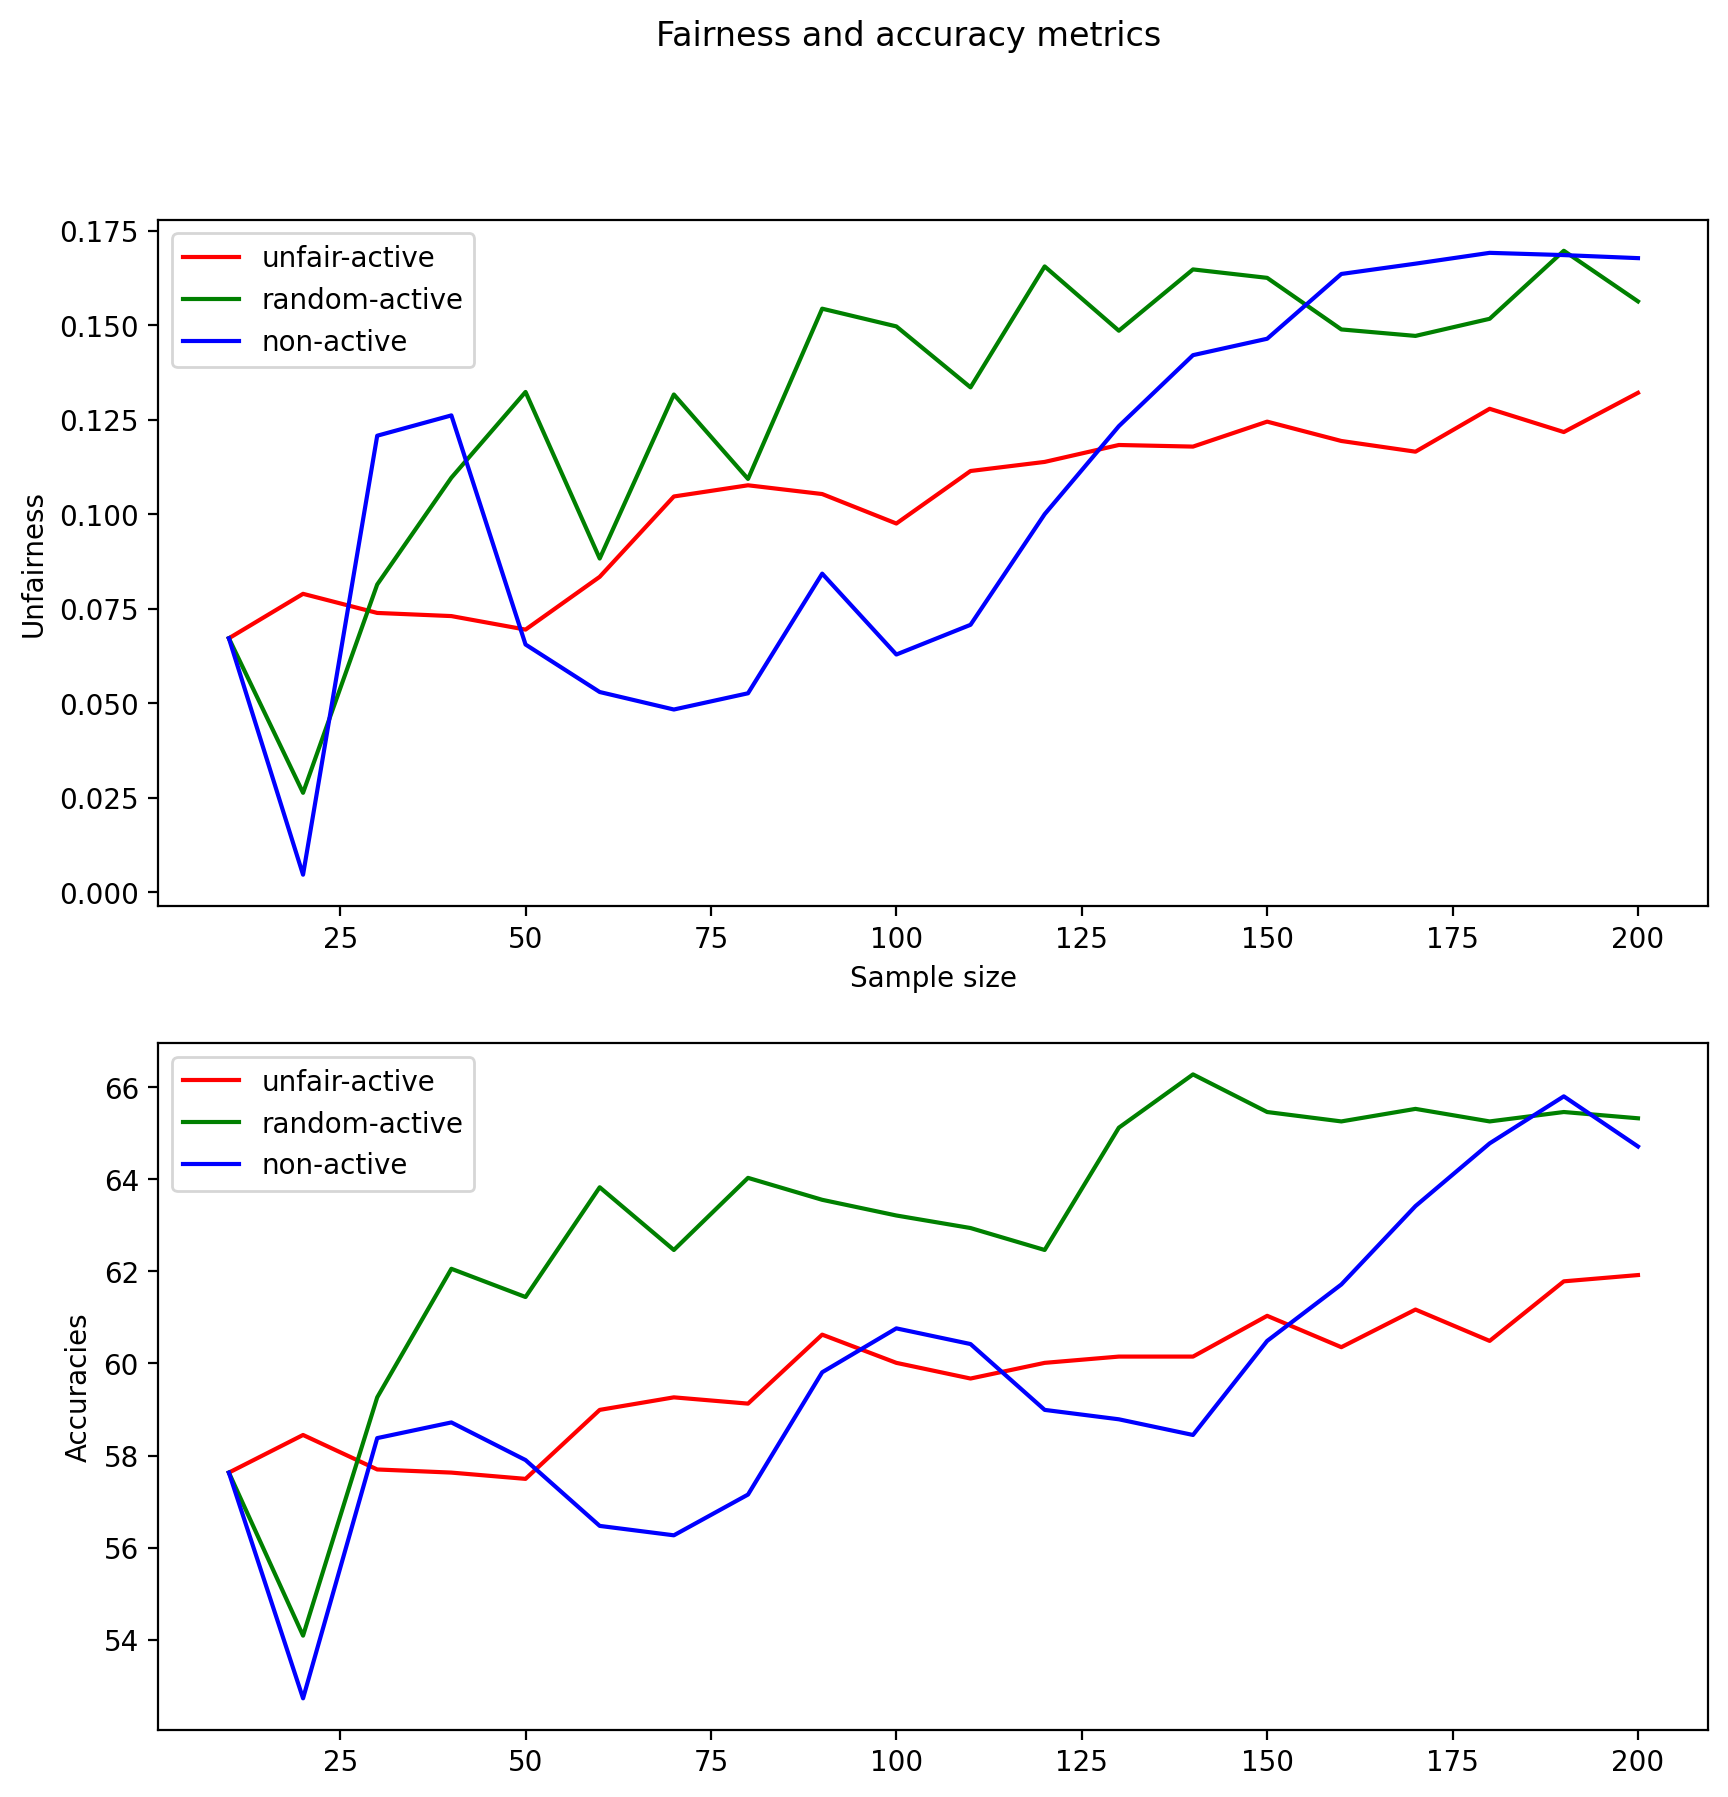 Fairness and accuracy metrics
0.175
0.150
0.125
0.100
0.075
0.050
0.025
0.000
Unfairness
unfair-active
random-active
non-active
25 50 75 100 125 150 175 200
Sample size
66
64
62
60
58
56
54
Accuracies
unfair-active
random-active
non-active
25 50 75 100 125 150 175 200